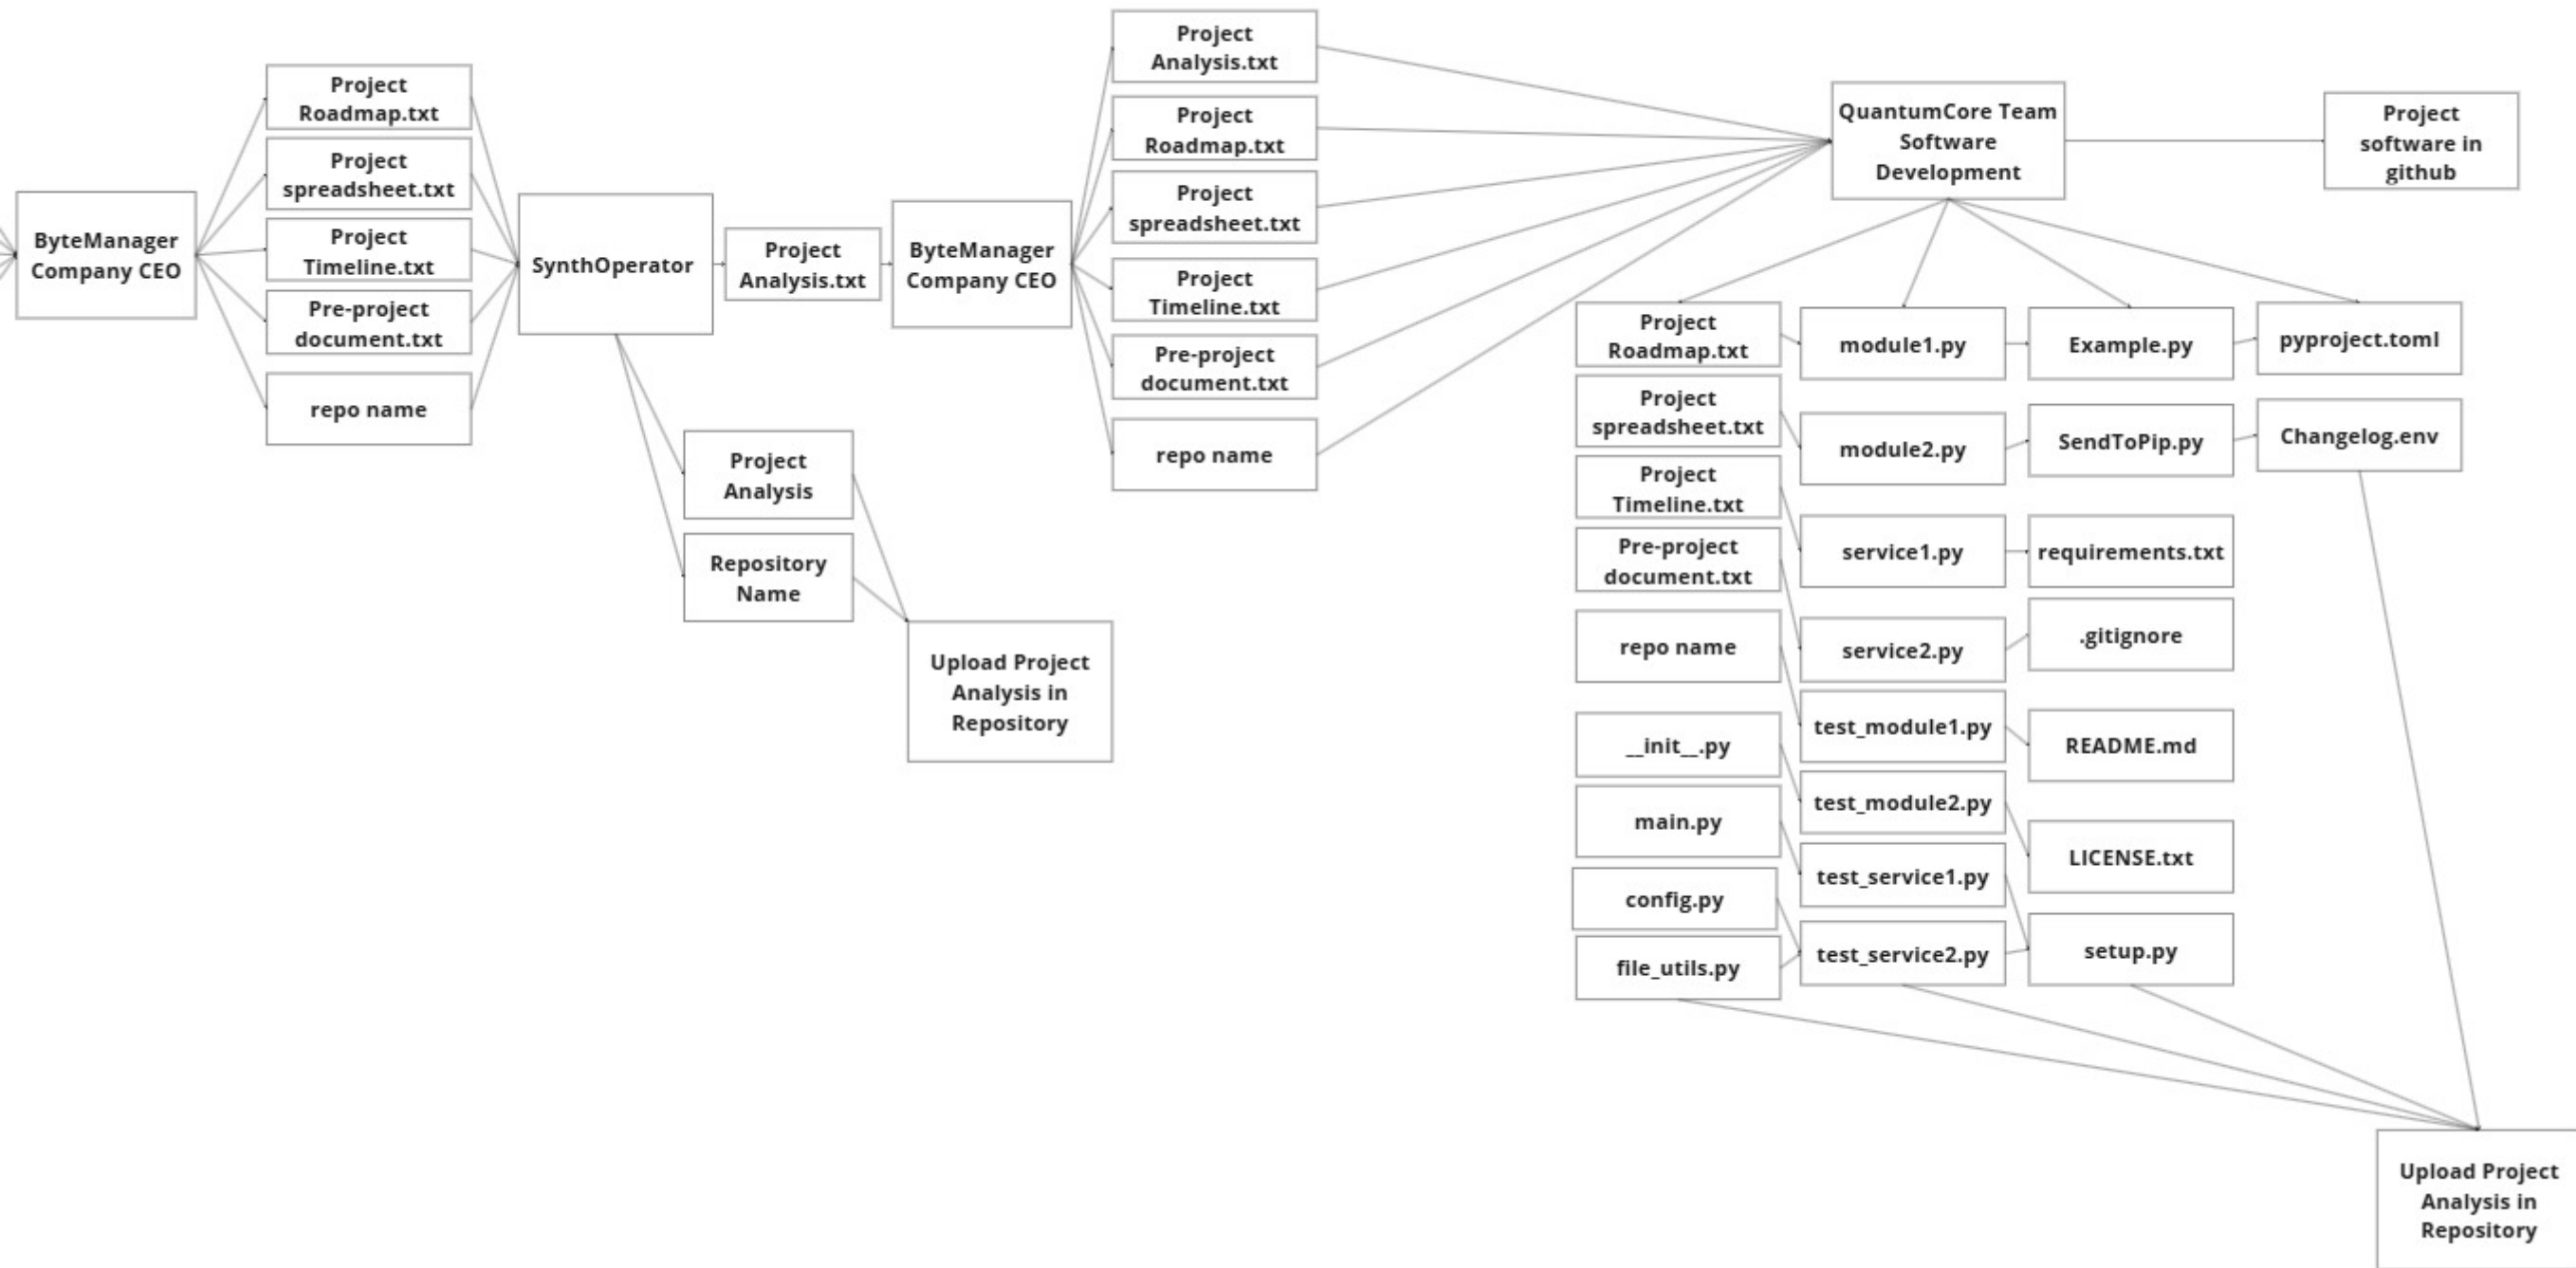 ByteManager
Company CEO
Project
Roadmap.txt
Project
spreadsheet.txt
Project
Timeline.txt
Pre-project
document.txt
repo name
SynthOperator
Project
Analysis.txt
ByteManager
Company CEO
Project
Analysis
Repository
Name
Upload Project
Analysis in
Repository
Project
Analysis.txt
Project
Roadmap.txt
Project
spreadsheet.txt
Project
Timeline.txt
Pre-project
document.txt
repo name
QuantumCore Team
Software
Development
Project
software in
github
Project
Roadmap.txt
Project
spreadsheet.txt
Project
Timeline.txt
Pre-project
document.txt
repo name
__init__.py
main.py
config.py
file_utils.py
module1.py
module2.py
service1.py
service2.py
test_module1.py
test_module2.py
test_service1.py
test_service2.py
Example.py
SendToPip.py
requirements.txt
.gitignore
README.md
LICENSE.txt
setup.py
pyproject.toml
Changelog.env
Upload Project
Analysis in
Repository